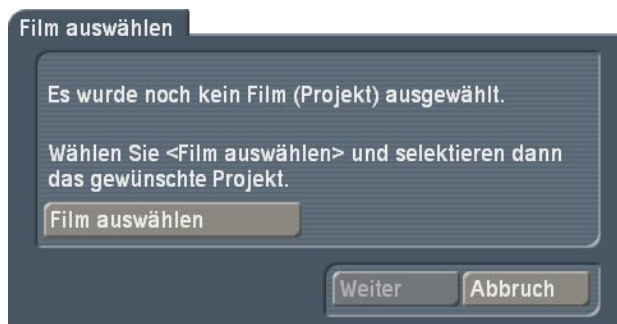 Film auswählen
Es wurde noch kein Film (Projekt) ausgewählt.
Wählen Sie <Film auswählen> und selektieren dann
das gewünschte Projekt.
Film auswählen
Weiter
Abbruch